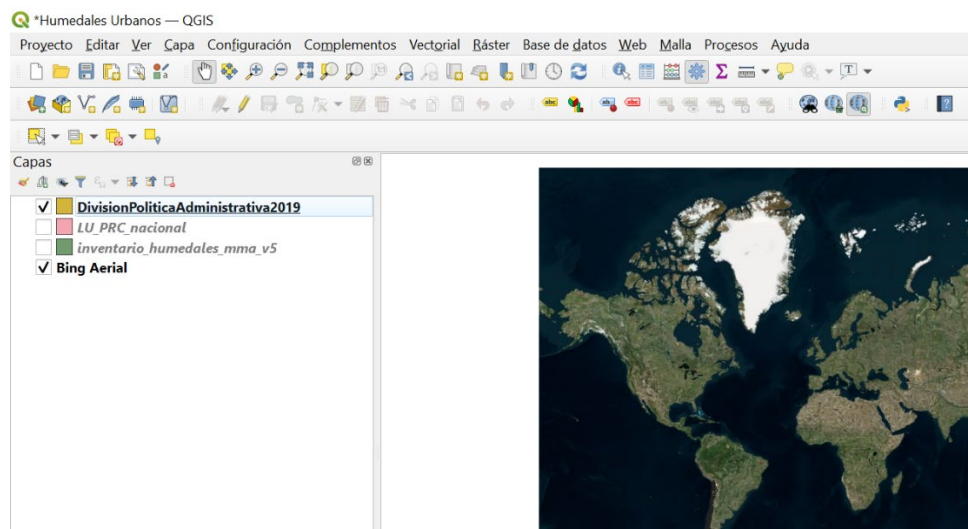 *Humedales Urbanos — QGIS
Proyecto Editar Ver Capa Configuración Complementos Vectorial Ráster Base de datos Web Malla Procesos Ayuda
Capas
DivisionPoliticaAdministrativa2019
LU_PRC_nacional
inventario_humedales_mma_v5
Bing Aerial